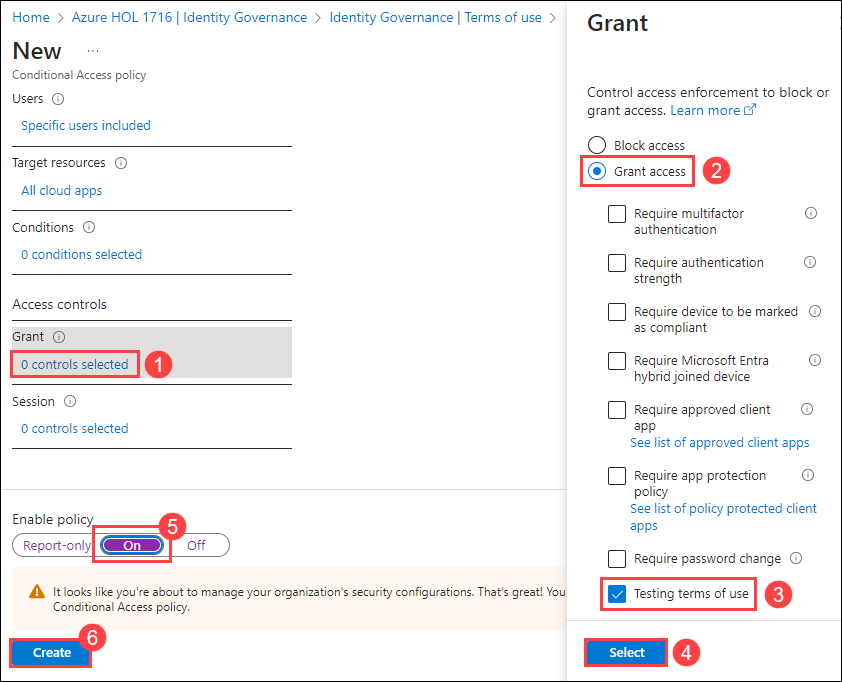 Home > Azure HOL 1716 | Identity Governance > Identity Governance | Terms of use >
New ...
Conditional Access policy
Users
Specific users included
Target resources
All cloud apps
Conditions
0 conditions selected
Access controls
Grant
0 controls selected
1
Session
0 controls selected
Enable policy
5
Report-only
On
Off
It looks like you're about to manage your organization's security configurations. That's great! You
Conditional Access policy.
6
Create
Grant
Control access enforcement to block or
grant access. Learn more
Block access
Grant access
2
Require multifactor
authentication
Require authentication
strength
Require device to be marked
as compliant
Require Microsoft Entra
hybrid joined device
Require approved client
app
See list of approved client apps
Require app protection
policy
See list of policy protected client
apps
Require password change
Testing terms of use
3
Select
4